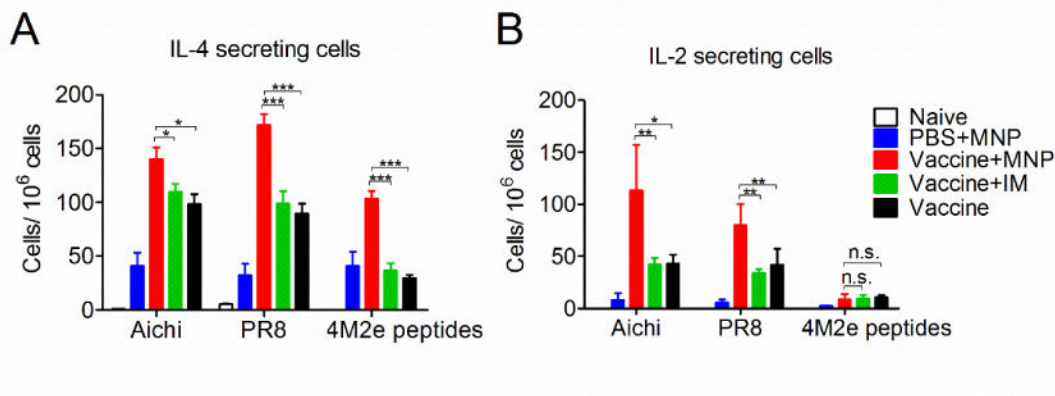 A
IL-4 secreting cells
Cells/ 10⁶ cells
200
150
100
50
0
*
*
***
***
***
***
Aichi
PR8
4M2e peptides
B
IL-2 secreting cells
Cells/ 10⁶ cells
200
150
100
50
0
*
**
**
**
n.s.
n.s.
Aichi
PR8
4M2e peptides
Naive
PBS+MNP
Vaccine+MNP
Vaccine+IM
Vaccine